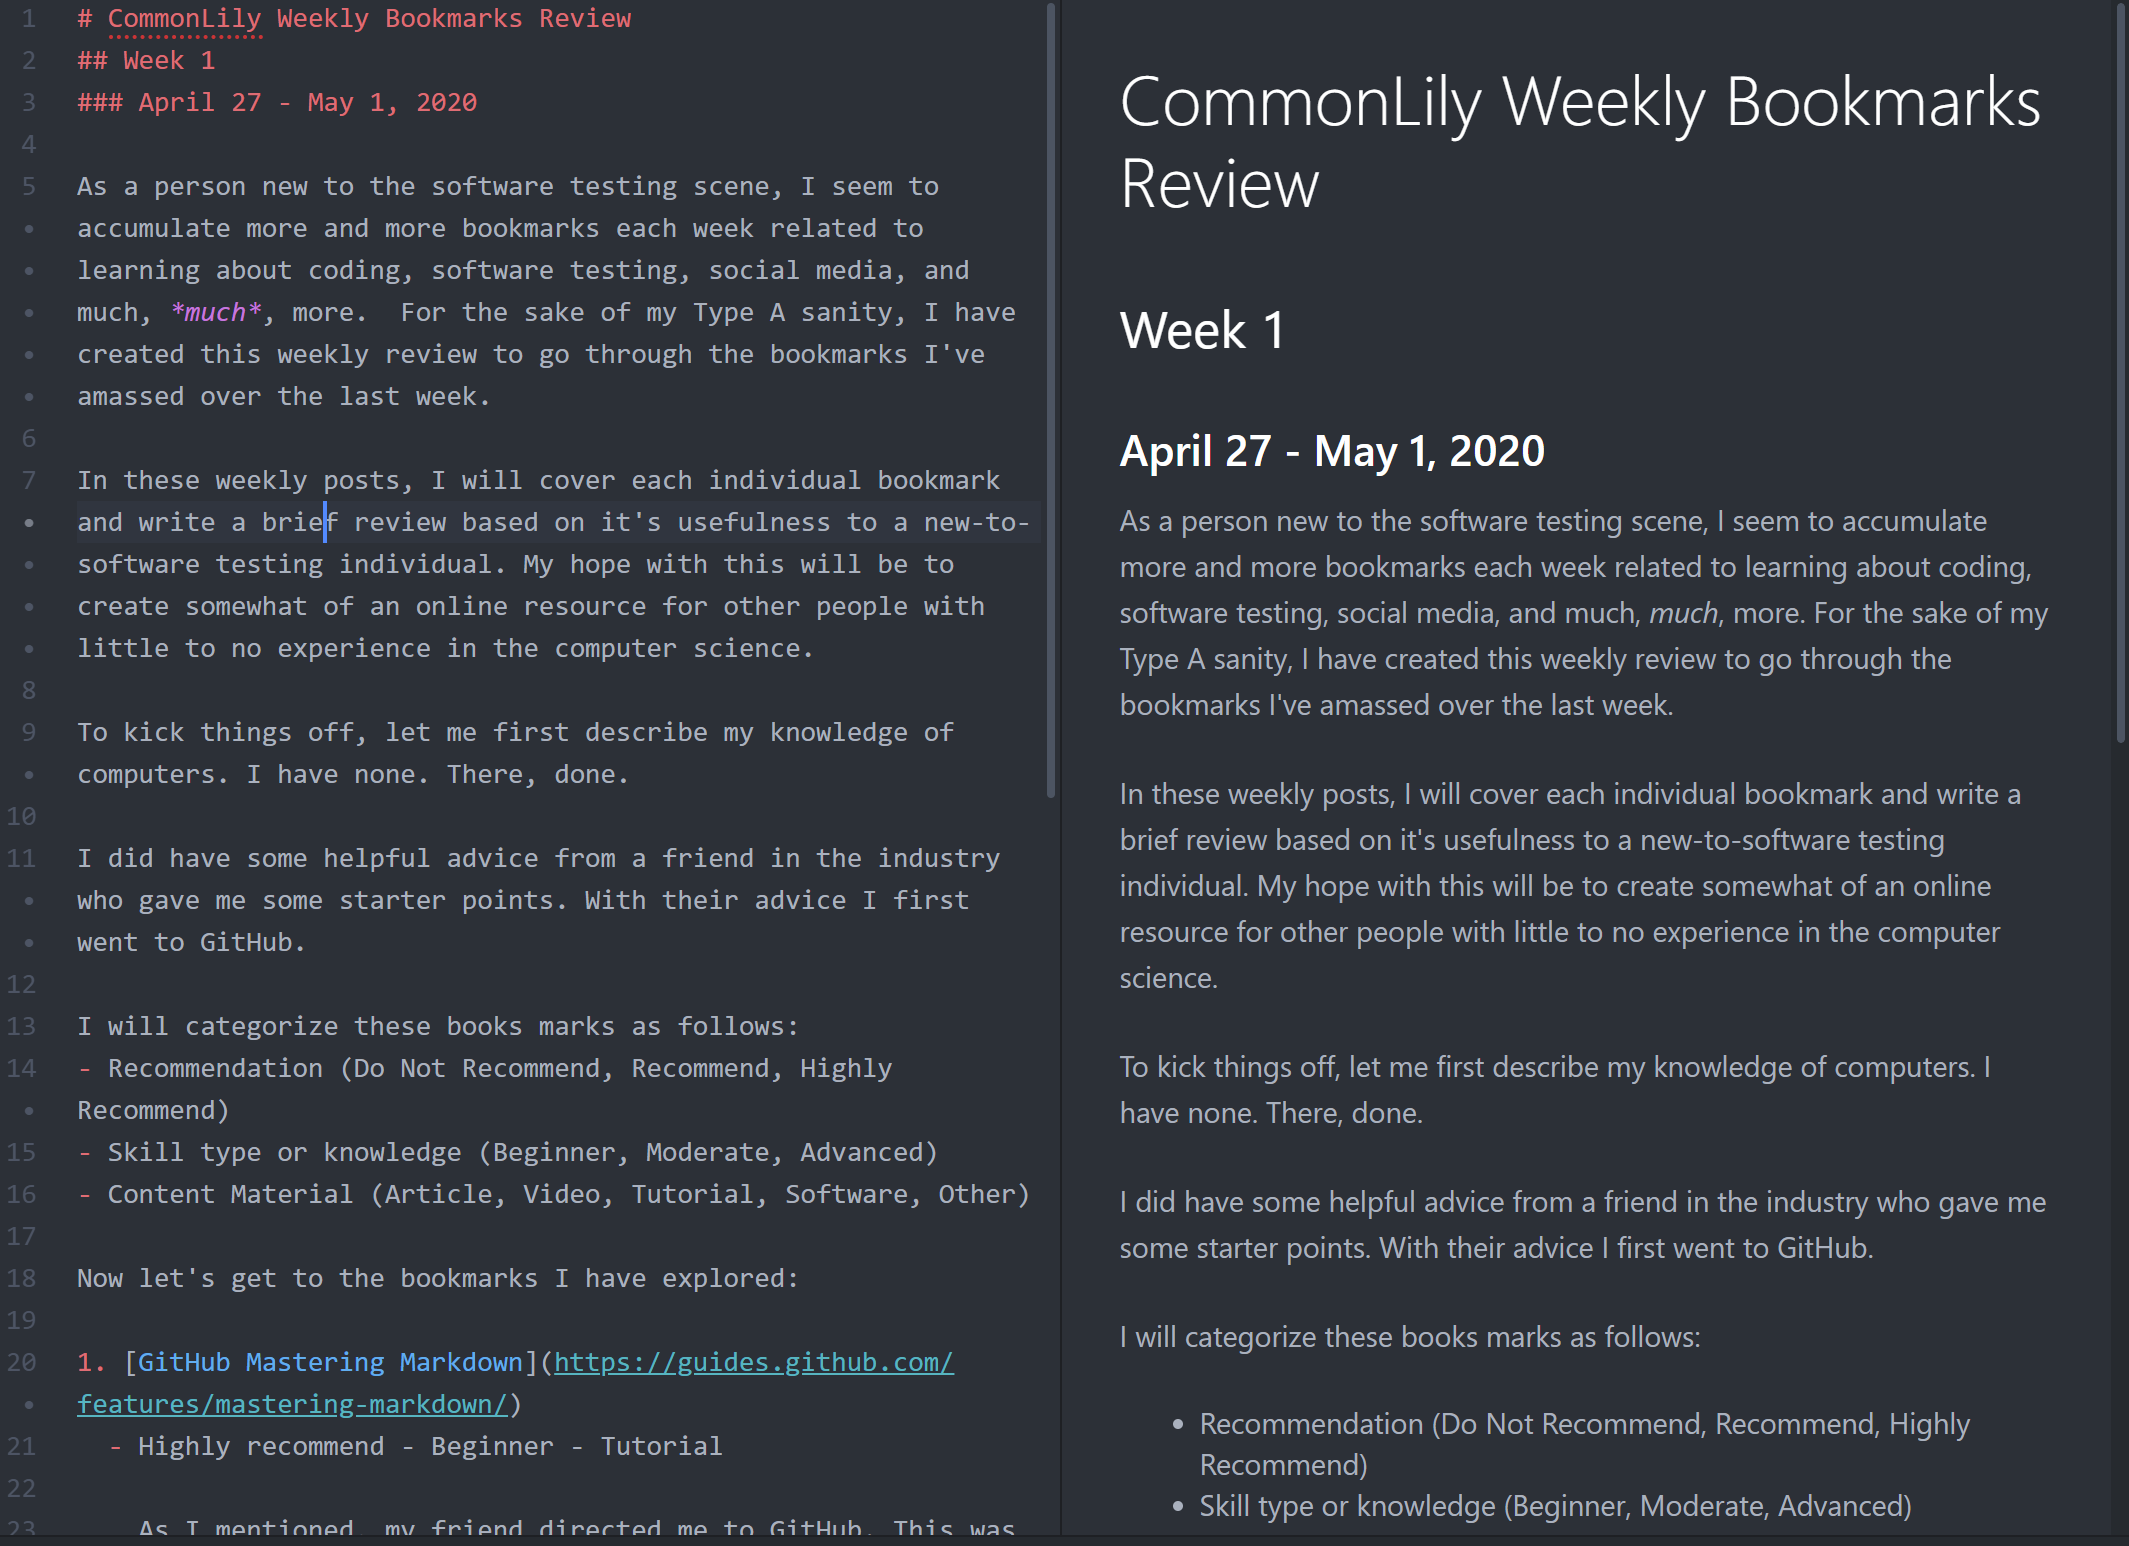 1 # CommonLily Weekly Bookmarks Review
2 ## Week 1
3 ### April 27 - May 1, 2020
4
5 As a person new to the software testing scene, I seem to
• accumulate more and more bookmarks each week related to
• learning about coding, software testing, social media, and
• much, *much*, more.  For the sake of my Type A sanity, I have
• created this weekly review to go through the bookmarks I've
• amassed over the last week.
6
7 In these weekly posts, I will cover each individual bookmark
• and write a brief review based on it's usefulness to a new-to-
• software testing individual. My hope with this will be to
• create somewhat of an online resource for other people with
• little to no experience in the computer science.
8
9 To kick things off, let me first describe my knowledge of
• computers. I have none. There, done.
10
11 I did have some helpful advice from a friend in the industry
• who gave me some starter points. With their advice I first
• went to GitHub.
12
13 I will categorize these books marks as follows:
14 - Recommendation (Do Not Recommend, Recommend, Highly
• Recommend)
15 - Skill type or knowledge (Beginner, Moderate, Advanced)
16 - Content Material (Article, Video, Tutorial, Software, Other)
17
18 Now let's get to the bookmarks I have explored:
19
20 1. [GitHub Mastering Markdown](https://guides.github.com/
• features/mastering-markdown/)
21 - Highly recommend - Beginner - Tutorial
22
23 As I mentioned, my friend directed me to GitHub. This was
CommonLily Weekly Bookmarks
Review
Week 1
April 27 - May 1, 2020
As a person new to the software testing scene, I seem to accumulate
more and more bookmarks each week related to learning about coding,
software testing, social media, and much, much, more. For the sake of my
Type A sanity, I have created this weekly review to go through the
bookmarks I've amassed over the last week.
In these weekly posts, I will cover each individual bookmark and write a
brief review based on it's usefulness to a new-to-software testing
individual. My hope with this will be to create somewhat of an online
resource for other people with little to no experience in the computer
science.
To kick things off, let me first describe my knowledge of computers. I
have none. There, done.
I did have some helpful advice from a friend in the industry who gave me
some starter points. With their advice I first went to GitHub.
I will categorize these books marks as follows:
• Recommendation (Do Not Recommend, Recommend, Highly
Recommend)
• Skill type or knowledge (Beginner, Moderate, Advanced)